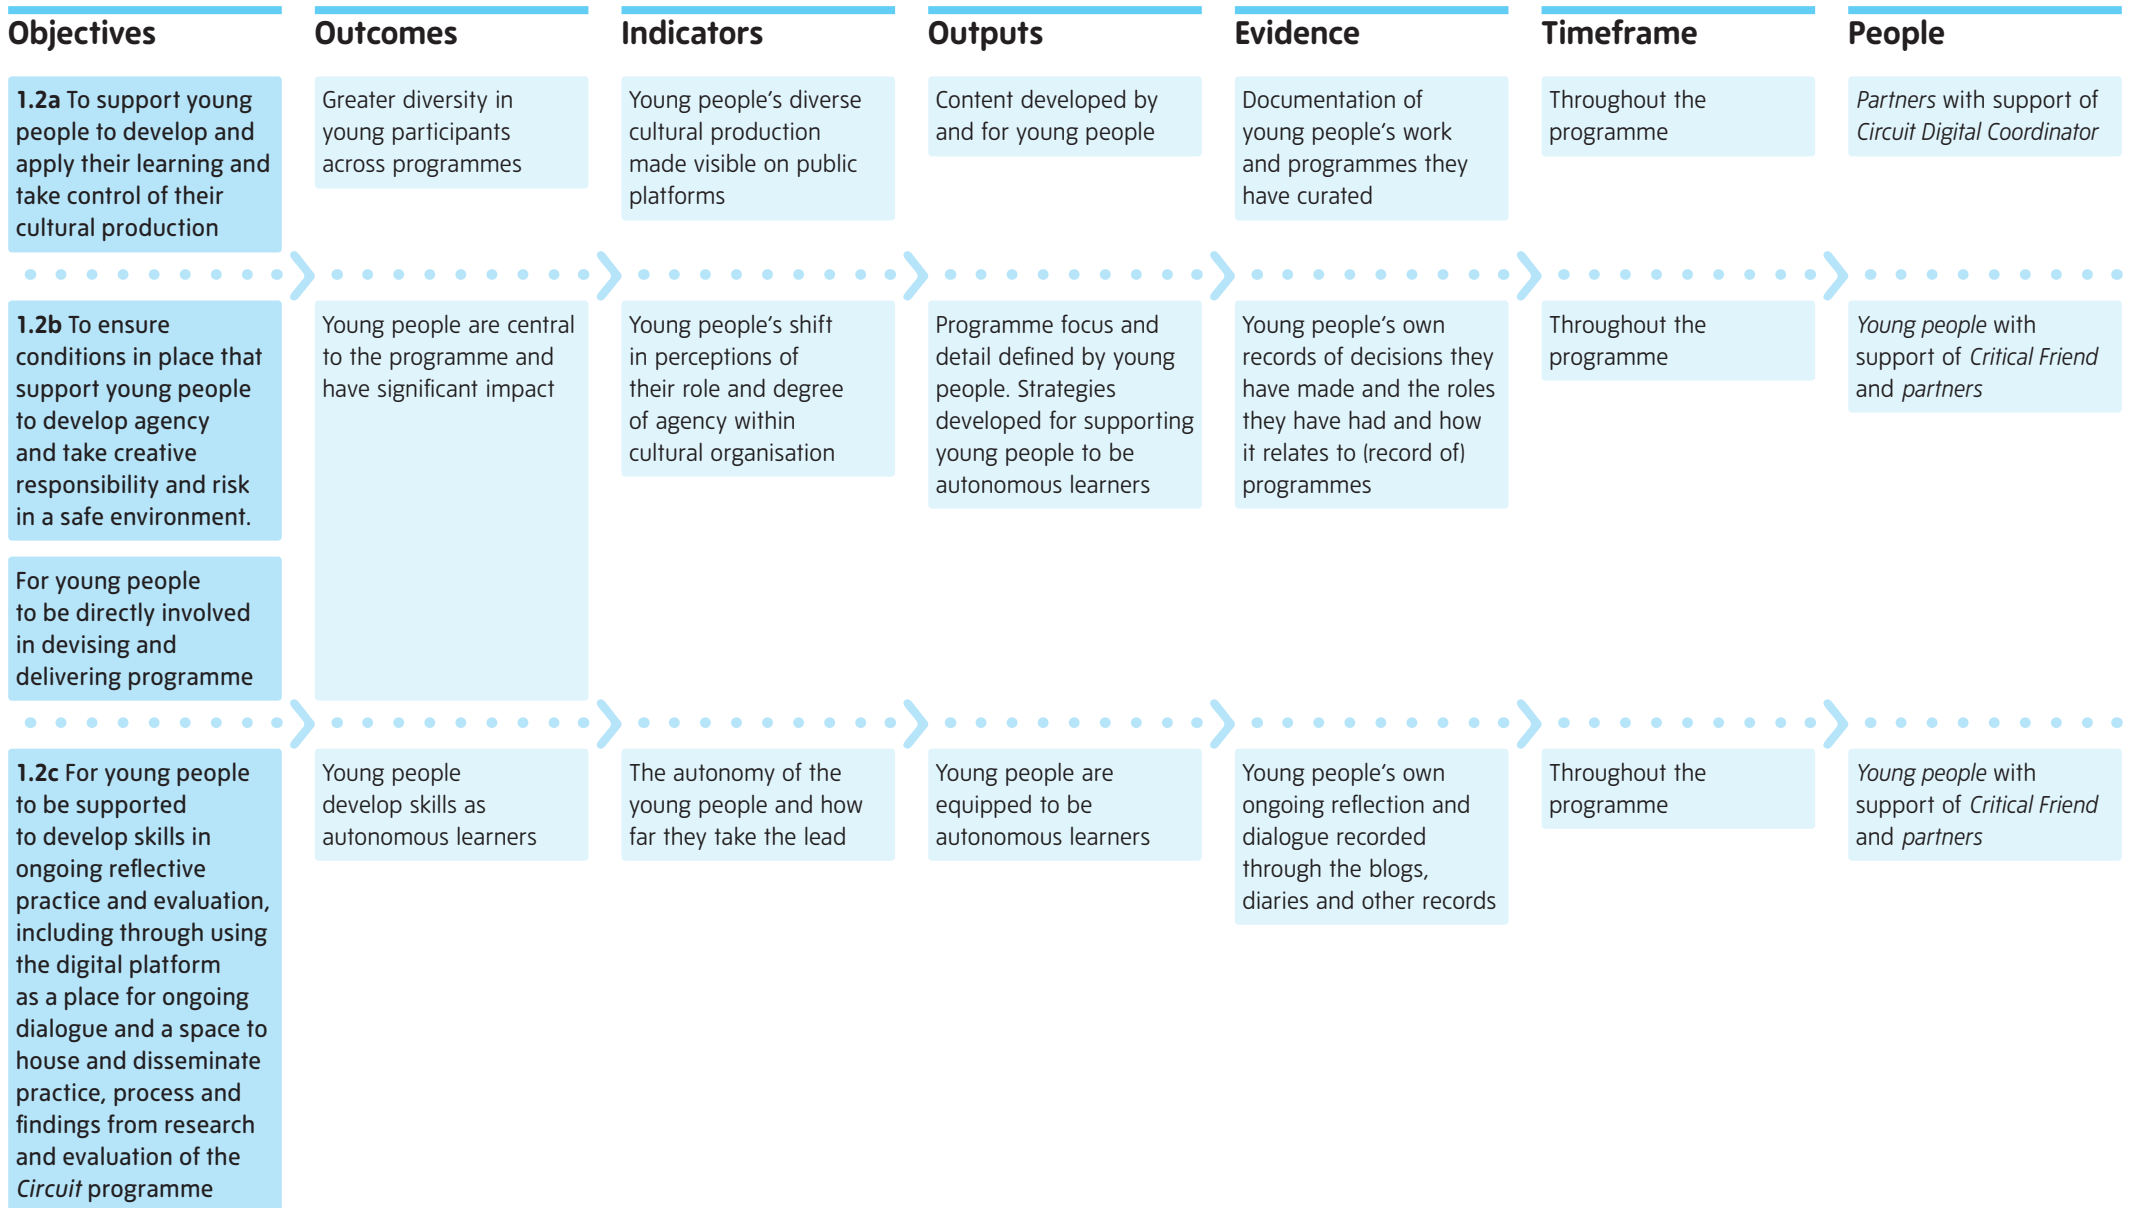 Objectives
Outcomes
Indicators
Outputs
Evidence
Timeframe
People
1.2a To support young
people to develop and
apply their learning and
take control of their
cultural production
Greater diversity in
young participants
across programmes
Young people's diverse
cultural production
made visible on public
platforms
Content developed by
and for young people
Documentation of
young people's work
and programmes they
have curated
Throughout the
programme
Partners with support of
Circuit Digital Coordinator
1.2b To ensure
conditions in place that
support young people
to develop agency
and take creative
responsibility and risk
in a safe environment.
For young people
to be directly involved
in devising and
delivering programme
Young people are central
to the programme and
have significant impact
Young people's shift
in perceptions of
their role and degree
of agency within
cultural organisation
Programme focus and
detail defined by young
people. Strategies
developed for supporting
young people to be
autonomous learners
Young people's own
records of decisions they
have made and the roles
they have had and how
it relates to (record of)
programmes
Throughout the
programme
Young people with
support of Critical Friend
and partners
1.2c For young people
to be supported
to develop skills in
ongoing reflective
practice and evaluation,
including through using
the digital platform
as a place for ongoing
dialogue and a space to
house and disseminate
practice, process and
findings from research
and evaluation of the
Circuit programme
Young people
develop skills as
autonomous learners
The autonomy of the
young people and how
far they take the lead
Young people are
equipped to be
autonomous learners
Young people's own
ongoing reflection and
dialogue recorded
through the blogs,
diaries and other records
Throughout the
programme
Young people with
support of Critical Friend
and partners